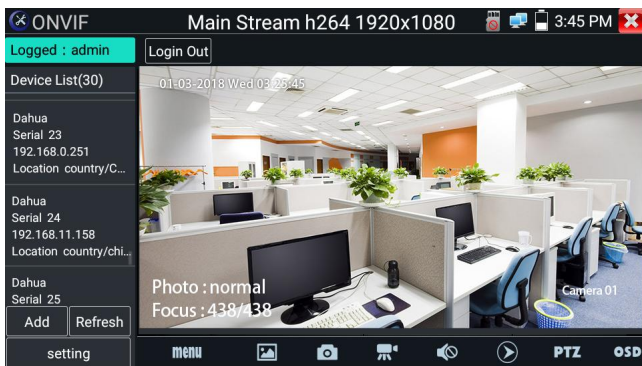 ONVIF
Main Stream h264 1920x1080
3:45 PM
Logged : admin
Login Out
Device List(30)
01-03-2018 Wed 03:25:45
Dahua
Serial 23
192.168.0.251
Location country/C...
Dahua
Serial 24
192.168.11.158
Location country/chi..
Dahua
Serial 25
Photo : normal
Focus : 438/438
Camera 01
Add
Refresh
setting
menu
PTZ
OSD